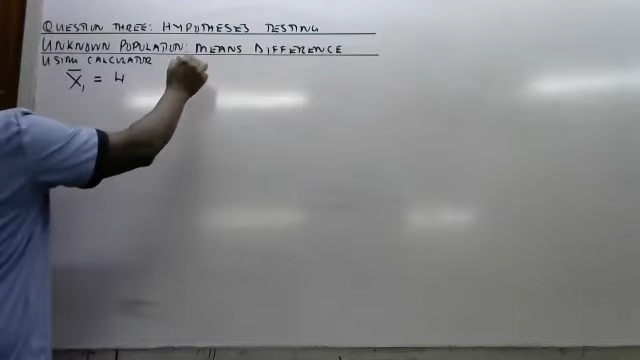 QUESTION THREE: HYPOTHESES TESTING
UNKNOWN POPULATION: MEANS DIFFERENCE
USING CALCULATOR
X̄₁ = 4